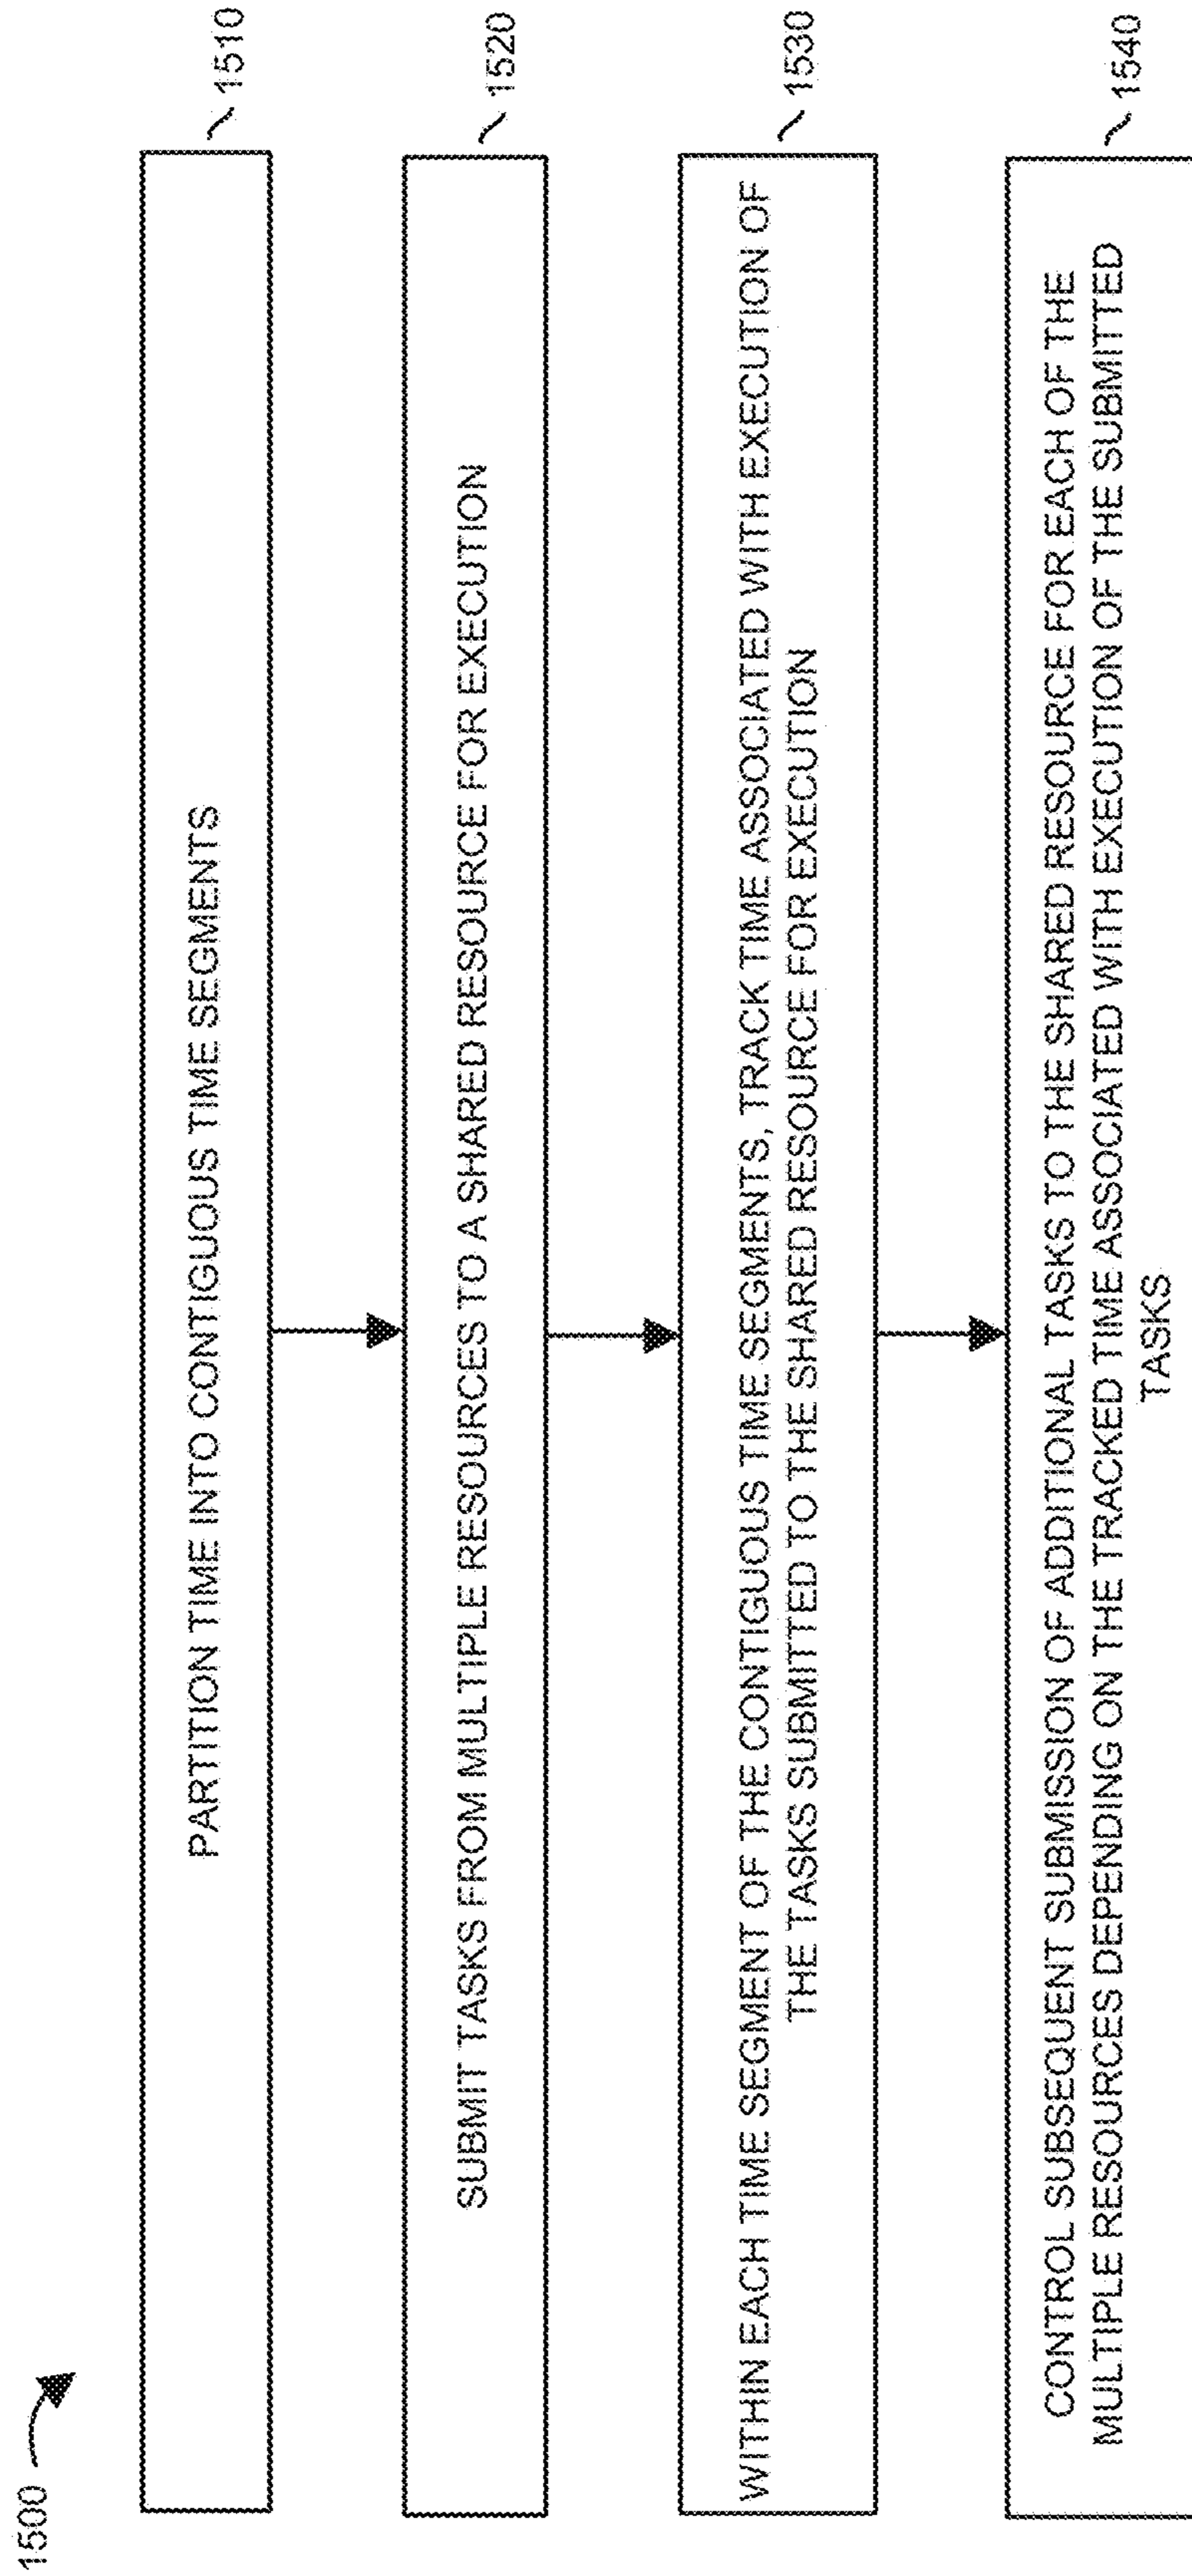 1500
PARTITION TIME INTO CONTIGUOUS TIME SEGMENTS
1510
SUBMIT TASKS FROM MULTIPLE RESOURCES TO A SHARED RESOURCE FOR EXECUTION
1520
WITHIN EACH TIME SEGMENT OF THE CONTIGUOUS TIME SEGMENTS, TRACK TIME ASSOCIATED WITH EXECUTION OF
THE TASKS SUBMITTED TO THE SHARED RESOURCE FOR EXECUTION
1530
CONTROL SUBSEQUENT SUBMISSION OF ADDITIONAL TASKS TO THE SHARED RESOURCE FOR EACH OF THE
MULTIPLE RESOURCES DEPENDING ON THE TRACKED TIME ASSOCIATED WITH EXECUTION OF THE SUBMITTED
TASKS
1540